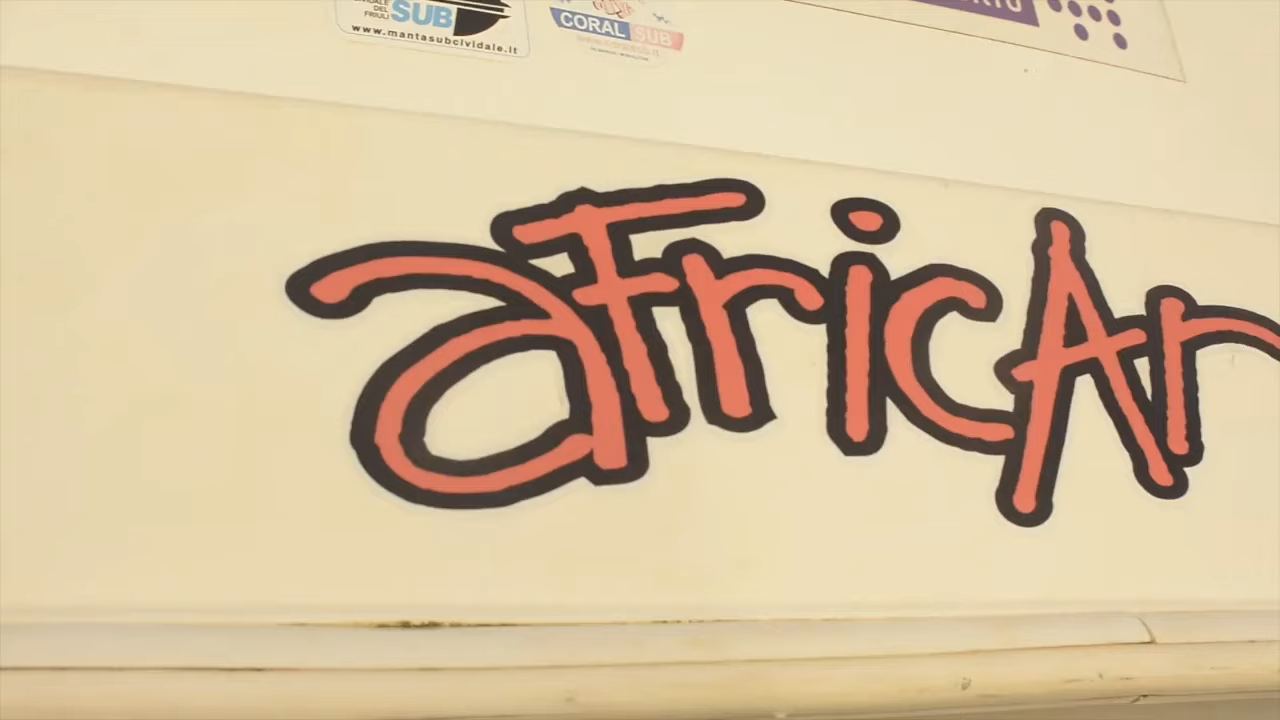 DEL
FRIULI SUB
www.mantasubcividale.it
CORAL SUB
aFricAn